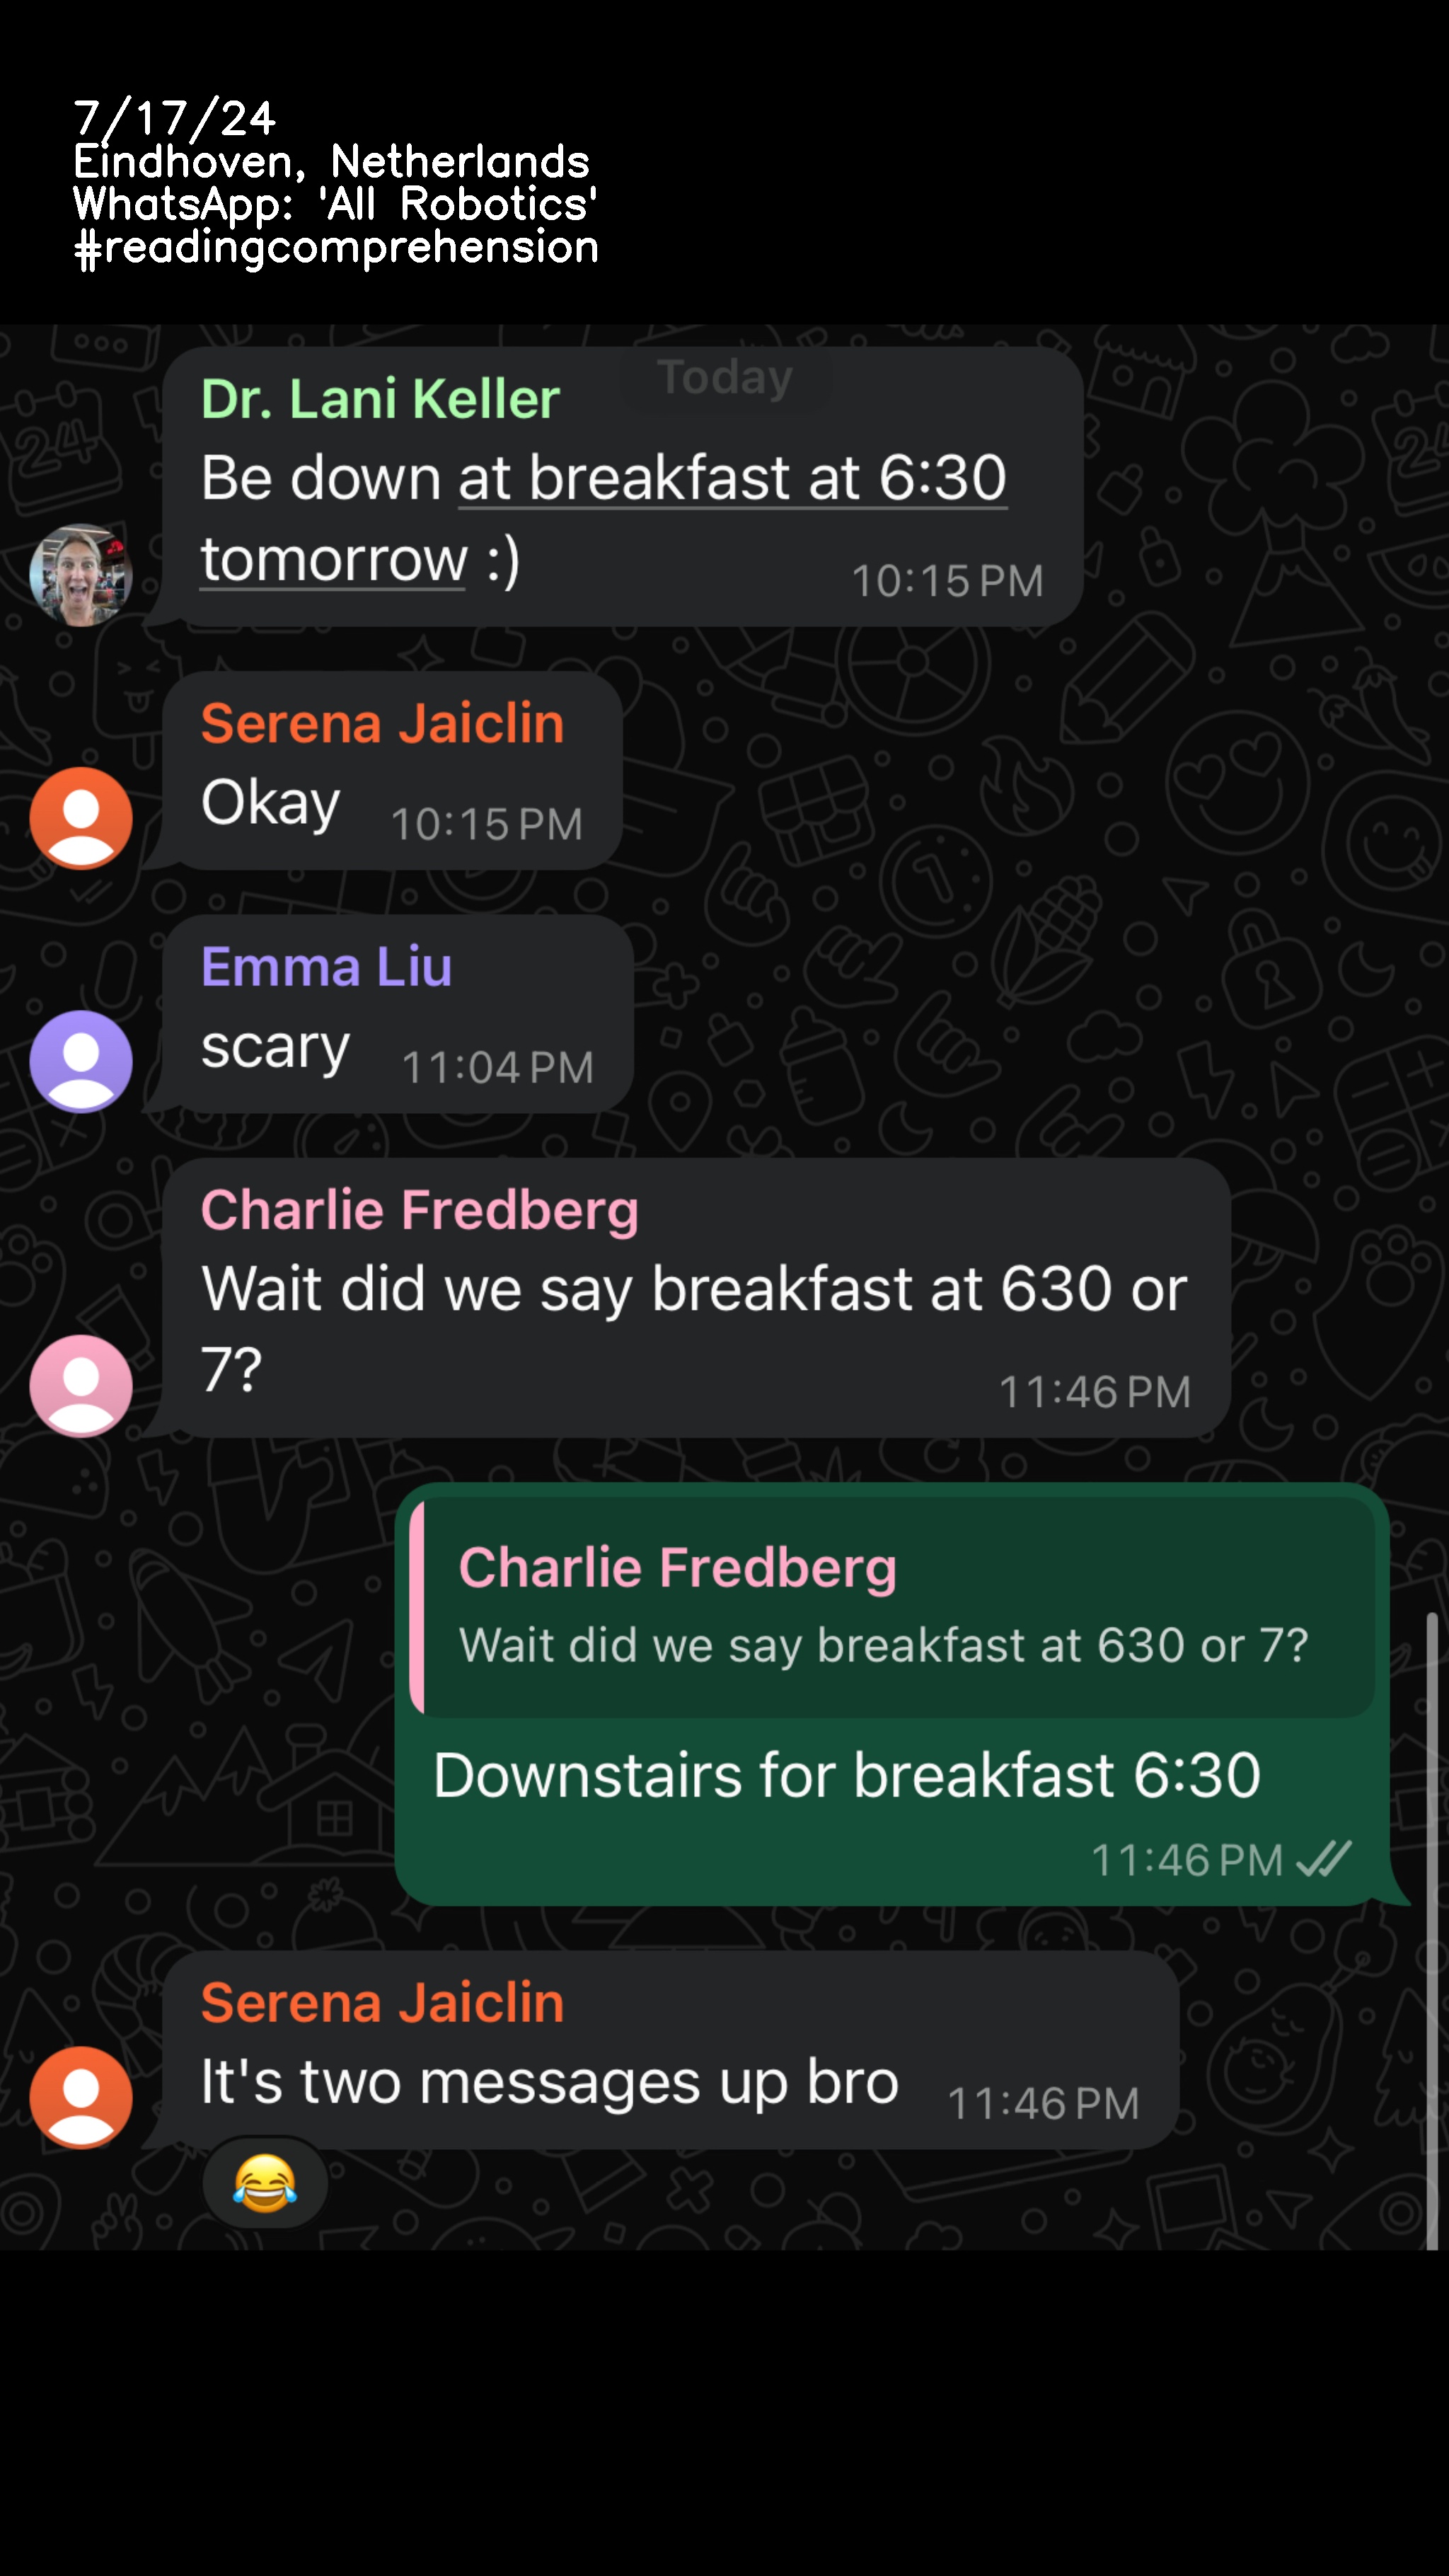 7/17/24
Eindhoven, Netherlands
WhatsApp: 'All Robotics'
#readingcomprehension
Today
Dr. Lani Keller
Be down at breakfast at 6:30
tomorrow :)
10:15 PM
Serena Jaiclin
Okay 10:15 PM
Emma Liu
scary 11:04 PM
Charlie Fredberg
Wait did we say breakfast at 630 or
7?
11:46 PM
Charlie Fredberg
Wait did we say breakfast at 630 or 7?
Downstairs for breakfast 6:30
11:46 PM
Serena Jaiclin
It's two messages up bro 11:46 PM